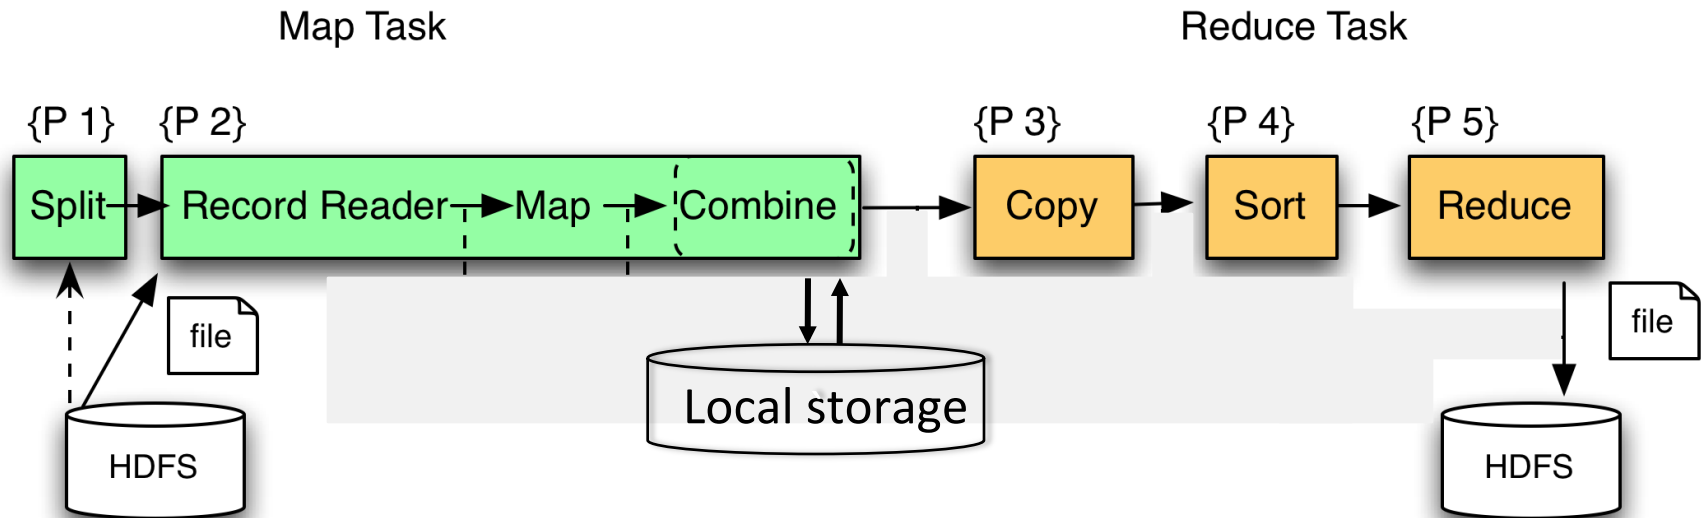 Map Task
Reduce Task
{P 1}
{P 2}
{P 3}
{P 4}
{P 5}
Split
Record Reader
Map
Combine
Copy
Sort
Reduce
file
file
Local storage
HDFS
HDFS